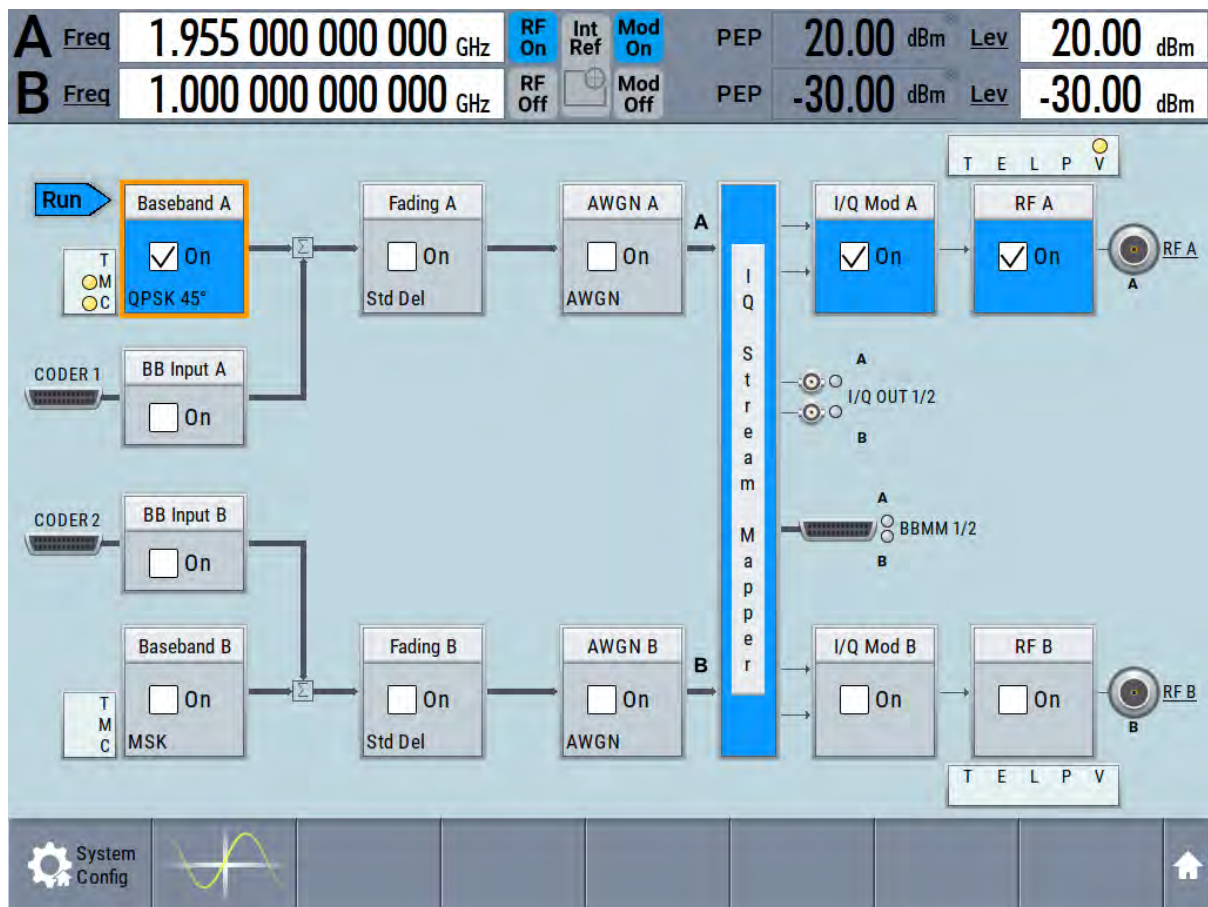 A Freq 1.955 000 000 000 GHz RF On Int Ref Mod On PEP 20.00 dBm Lev 20.00 dBm
B Freq 1.000 000 000 000 GHz RF Off Mod Off PEP -30.00 dBm Lev -30.00 dBm
T E L P V
Run
Baseband A
On
QPSK 45°
T
M
C
Fading A
On
Std Del
AWGN A
On
AWGN
A
I/Q Mod A
On
RF A
On
RF A
A
CODER 1
BB Input A
On
IQ Stream Mapper
A
I/Q OUT 1/2
B
CODER 2
BB Input B
On
A
BBMM 1/2
B
Baseband B
On
MSK
T
M
C
Σ
Σ
Fading B
On
Std Del
AWGN B
On
AWGN
B
I/Q Mod B
On
RF B
On
RF B
B
T E L P V
System
Config